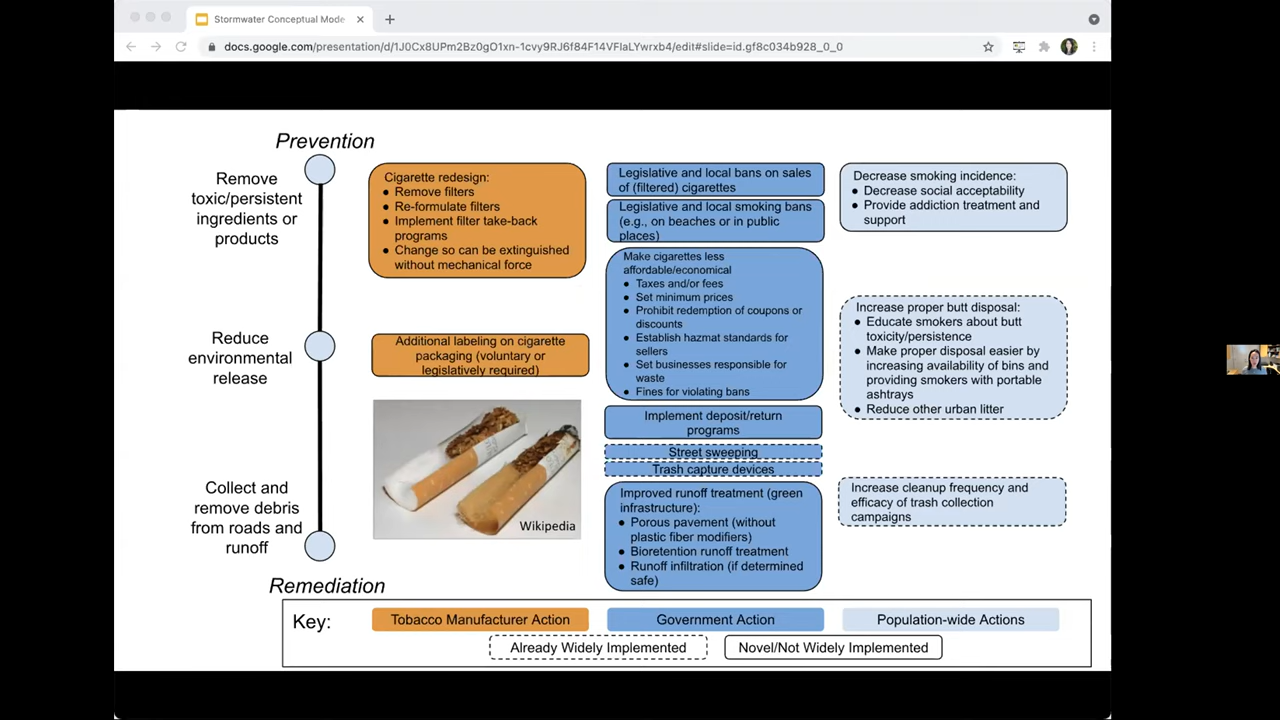 Stormwater Conceptual Mode
docs.google.com/presentation/d/1J0Cx8UPm2Bz0gO1xn-1cvy9RJ6f84F14VFIaLYwrxb4/edit#slide=id.gf8c034b928_0_0
Prevention
Remove
toxic/persistent
ingredients or
products
Reduce
environmental
release
Collect and
remove debris
from roads and
runoff
Remediation
Cigarette redesign:
● Remove filters
● Re-formulate filters
● Implement filter take-back
programs
● Change so can be extinguished
without mechanical force
Additional labeling on cigarette
packaging (voluntary or
legislatively required)
Wikipedia
Legislative and local bans on sales
of (filtered) cigarettes
Legislative and local smoking bans
(e.g., on beaches or in public
places)
Make cigarettes less
affordable/economical
● Taxes and/or fees
● Set minimum prices
● Prohibit redemption of coupons or
discounts
● Establish hazmat standards for
sellers
● Set businesses responsible for
waste
● Fines for violating bans
Implement deposit/return
programs
Street sweeping
Trash capture devices
Improved runoff treatment (green
infrastructure):
● Porous pavement (without
plastic fiber modifiers)
● Bioretention runoff treatment
● Runoff infiltration (if determined
safe)
Decrease smoking incidence:
● Decrease social acceptability
● Provide addiction treatment and
support
Increase proper butt disposal:
● Educate smokers about butt
toxicity/persistence
● Make proper disposal easier by
increasing availability of bins and
providing smokers with portable
ashtrays
● Reduce other urban litter
Increase cleanup frequency and
efficacy of trash collection
campaigns
Key:
Tobacco Manufacturer Action
Government Action
Population-wide Actions
Already Widely Implemented
Novel/Not Widely Implemented